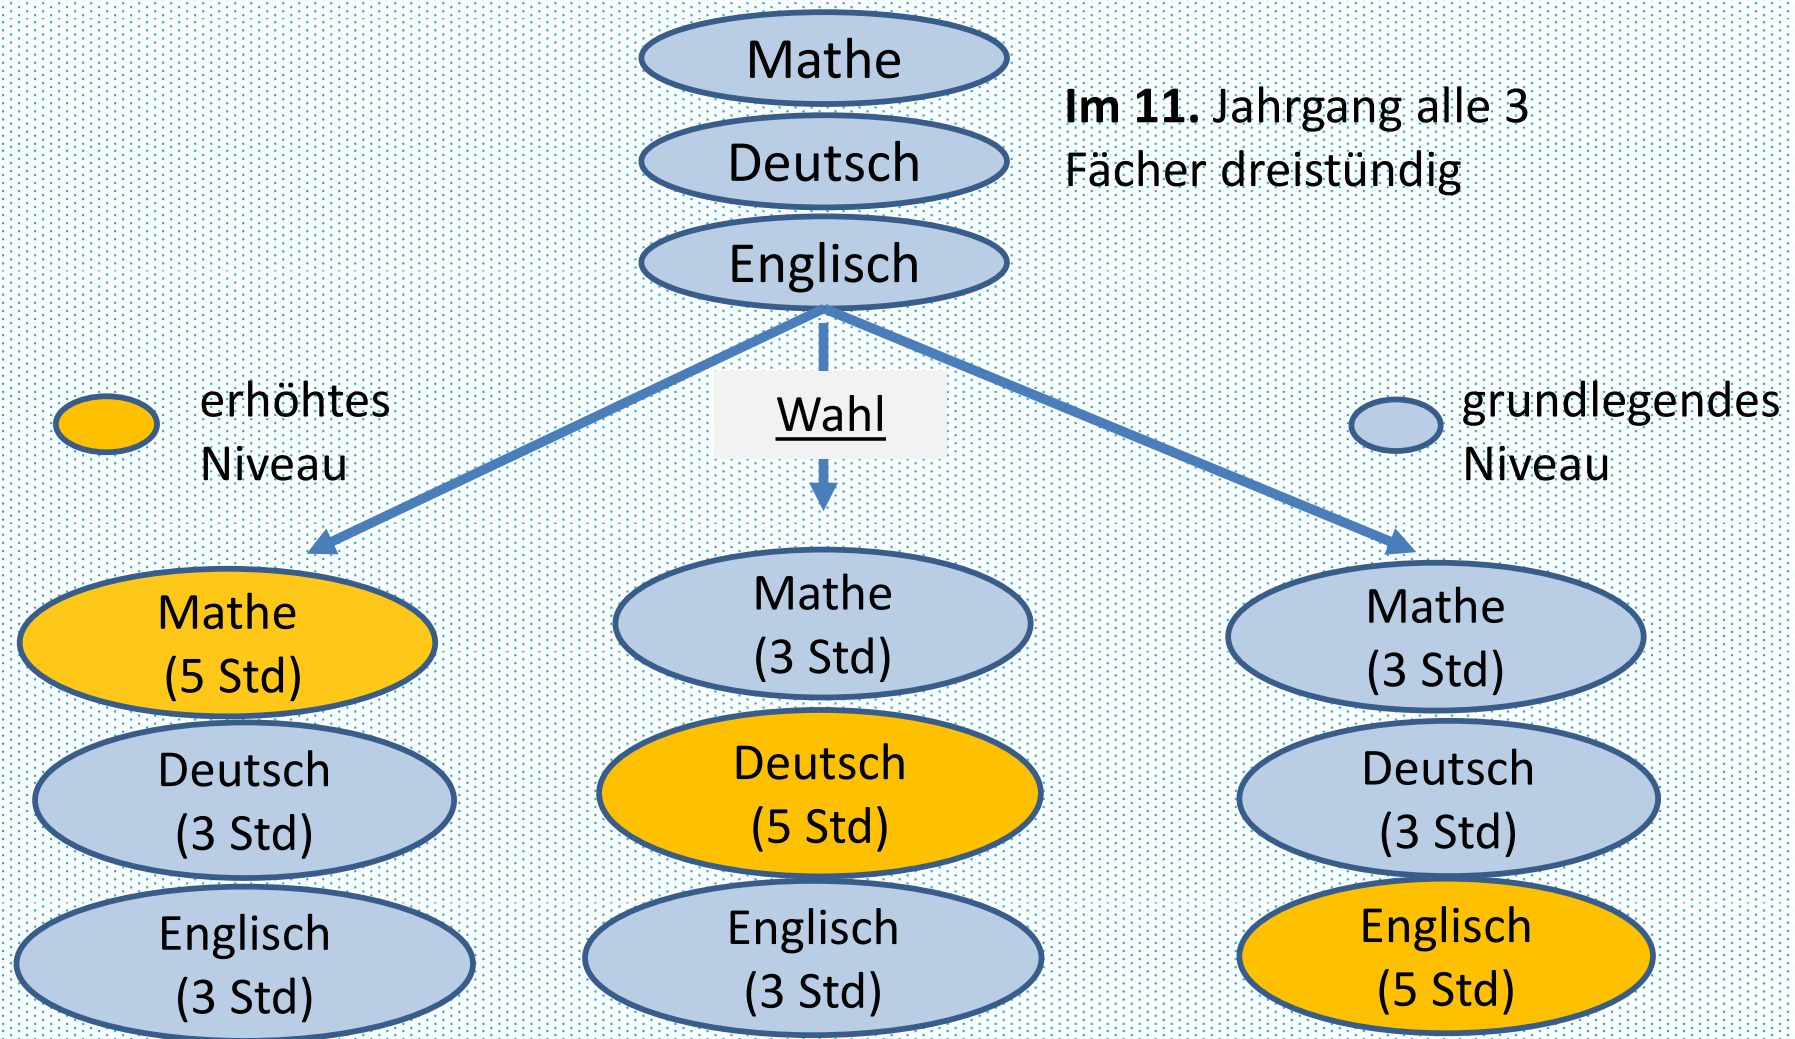 Mathe
Deutsch
Englisch
Im 11. Jahrgang alle 3
Fächer dreistündig
erhöhtes
Niveau
Wahl
grundlegendes
Niveau
Mathe
(5 Std)
Deutsch
(3 Std)
Englisch
(3 Std)
Mathe
(3 Std)
Deutsch
(5 Std)
Englisch
(3 Std)
Mathe
(3 Std)
Deutsch
(3 Std)
Englisch
(5 Std)